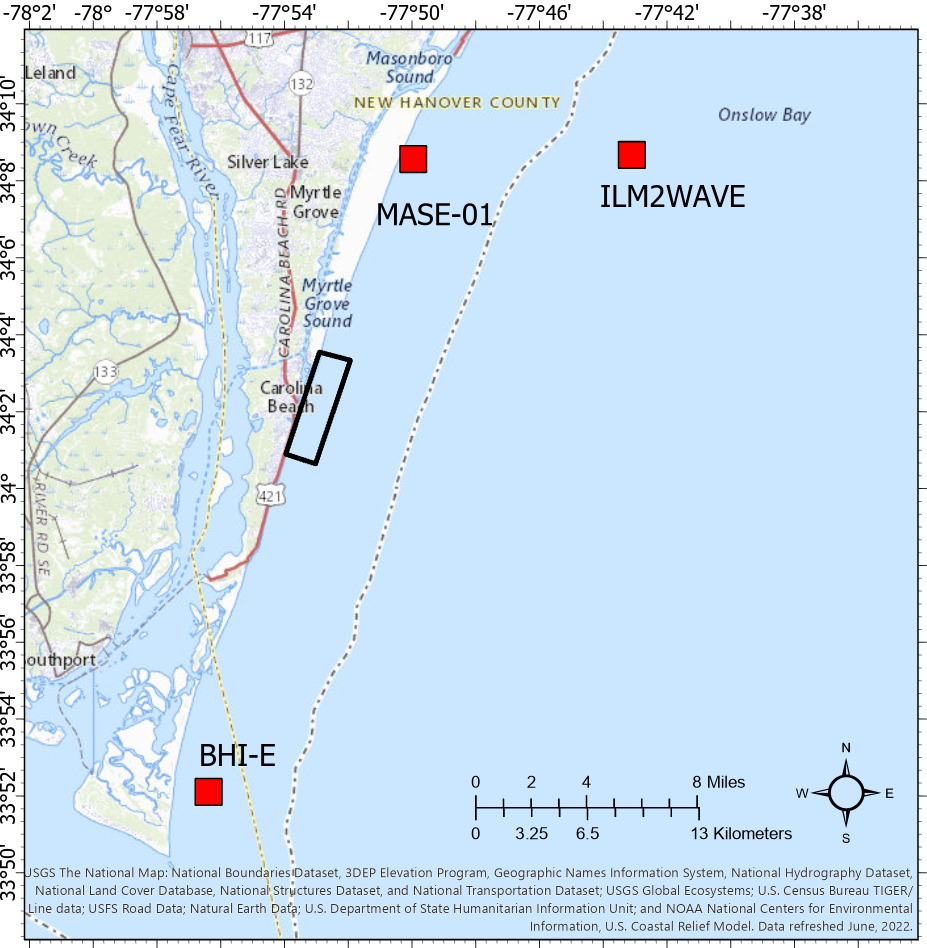 -78°2' -78° -77°58' -77°54' -77°50' -77°46' -77°42' -77°38'
117
Masonboro
Sound
Leland
34°10'
132
NEW HANOVER COUNTY
Onslow Bay
own Creek
Cape Fear River
Silver Lake
34°8'
Myrtle
Grove
ILM2WAVE
MASE-01
CAROLINA BEACH RD
34°6'
Myrtle
Grove
Sound
34°4'
133
Carolina
Beach
34°2'
34°
421
RIVER RD SE
33°58'
33°56'
outhport
33°54'
BHI-E
N
W E
S
33°52'
0 2 4 8 Miles
0 3.25 6.5 13 Kilometers
33°50'
USGS The National Map: National Boundaries Dataset, 3DEP Elevation Program, Geographic Names Information System, National Hydrography Dataset,
National Land Cover Database, National Structures Dataset, and National Transportation Dataset; USGS Global Ecosystems; U.S. Census Bureau TIGER/
Line data; USFS Road Data; Natural Earth Data; U.S. Department of State Humanitarian Information Unit; and NOAA National Centers for Environmental
Information, U.S. Coastal Relief Model. Data refreshed June, 2022.